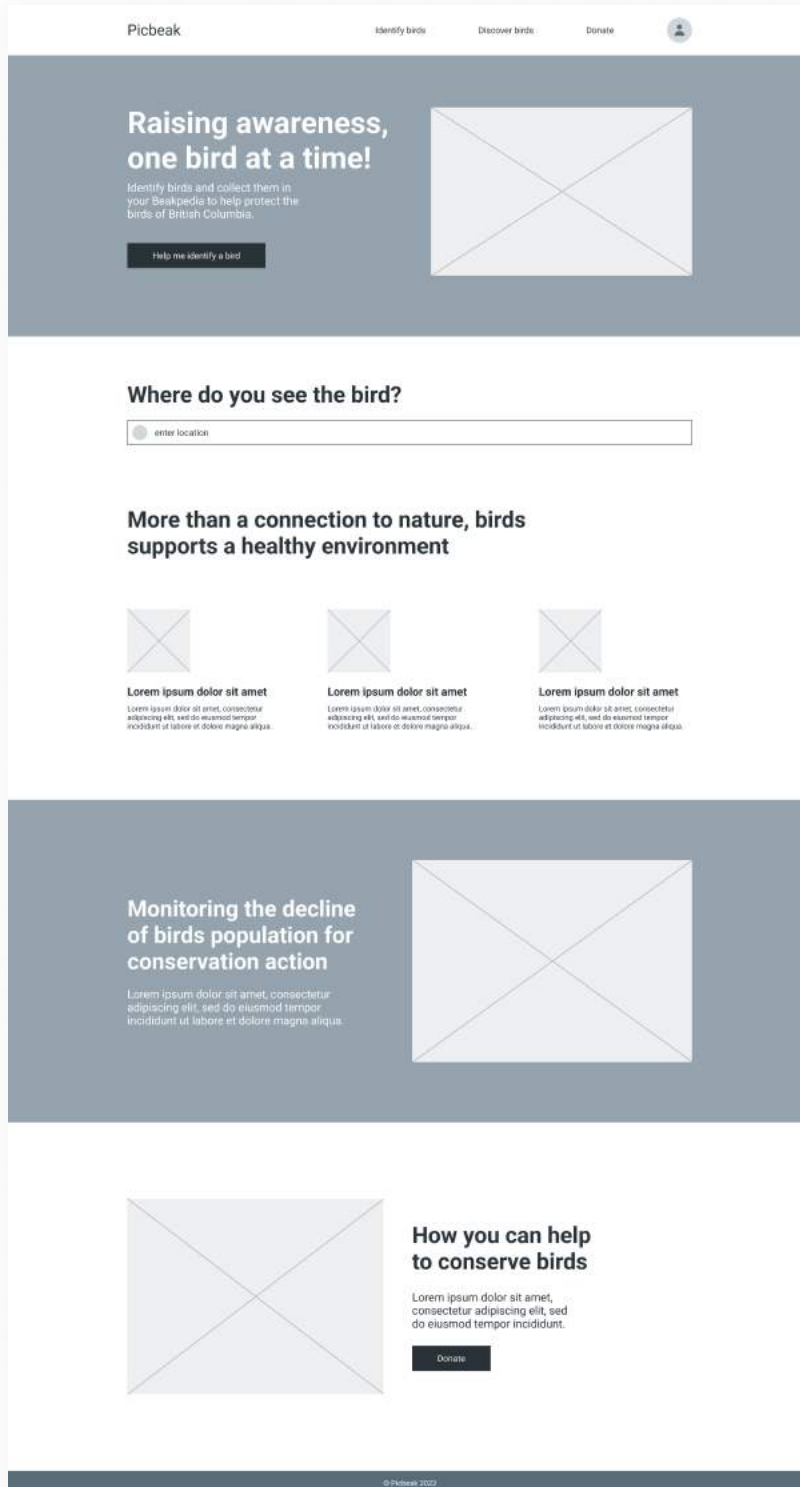 Picbeak
Identify birds
Discover birds
Donate
Raising awareness,
one bird at a time!
Identify birds and collect them in
your Beakpedia to help protect the
birds of British Columbia.
Help me identify a bird
Where do you see the bird?
enter location
More than a connection to nature, birds
supports a healthy environment
Lorem ipsum dolor sit amet
Lorem ipsum dolor sit amet, consectetur
adipiscing elit, sed do eiusmod tempor
incididunt ut labore et dolore magna aliqua.
Lorem ipsum dolor sit amet
Lorem ipsum dolor sit amet, consectetur
adipiscing elit, sed do eiusmod tempor
incididunt ut labore et dolore magna aliqua.
Lorem ipsum dolor sit amet
Lorem ipsum dolor sit amet, consectetur
adipiscing elit, sed do eiusmod tempor
incididunt ut labore et dolore magna aliqua.
Monitoring the decline
of birds population for
conservation action
Lorem ipsum dolor sit amet, consectetur
adipiscing elit, sed do eiusmod tempor
incididunt ut labore et dolore magna aliqua.
How you can help
to conserve birds
Lorem ipsum dolor sit amet,
consectetur adipiscing elit, sed
do eiusmod tempor incididunt.
Donate
© Picbeak 2022